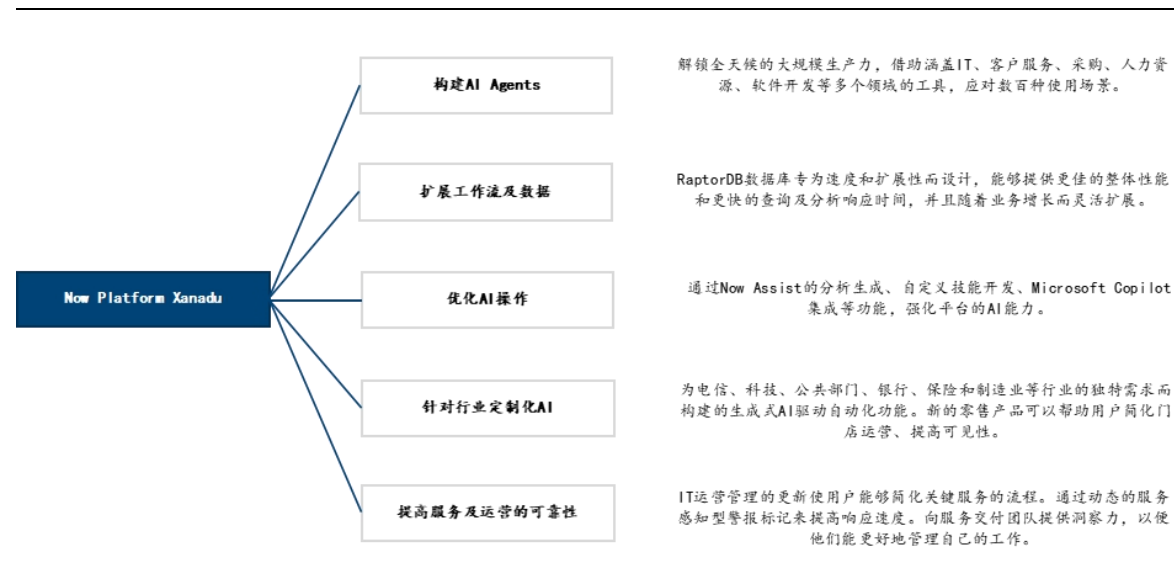 构建AI Agents
解锁全天候的大规模生产力，借助涵盖IT、客户服务、采购、人力资
源、软件开发等多个领域的工具，应对数百种使用场景。
扩展工作流及数据
RaptorDB数据库专为速度和扩展性而设计，能够提供更佳的整体性能
和更快的查询及分析响应时间，并且随着业务增长而灵活扩展。
Now Platform Xanadu
优化AI操作
通过Now Assist的分析生成、自定义技能开发、Microsoft Copilot
集成等功能，强化平台的AI能力。
针对行业定制化AI
为电信、科技、公共部门、银行、保险和制造业等行业的独特需求而
构建的生成式AI驱动自动化功能。新的零售产品可以帮助用户简化门
店运营、提高可见性。
提高服务及运营的可靠性
IT运营管理的更新使用户能够简化关键服务的流程。通过动态的服务
感知型警报标记来提高响应速度。向服务交付团队提供洞察力，以便
他们能更好地管理自己的工作。